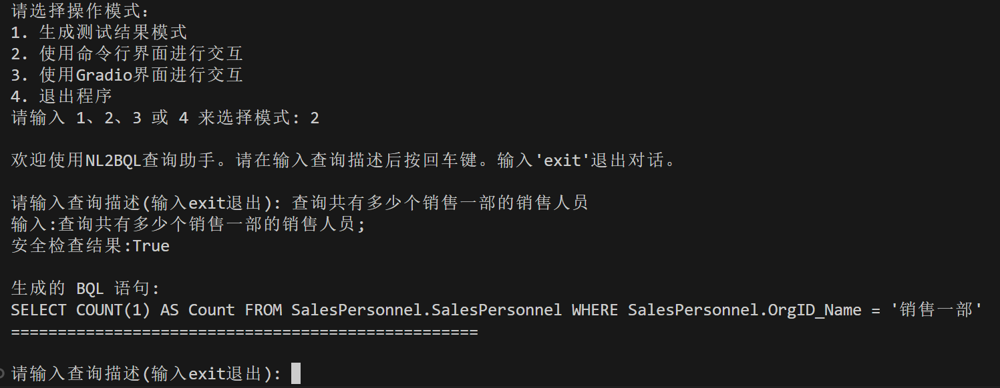 请选择操作模式：
1. 生成测试结果模式
2. 使用命令行界面进行交互
3. 使用Gradio界面进行交互
4. 退出程序
请输入 1、2、3 或 4 来选择模式: 2
欢迎使用NL2BQL查询助手。请在输入查询描述后按回车键。输入'exit'退出对话。
请输入查询描述(输入exit退出): 查询共有多少个销售一部的销售人员
输入:查询共有多少个销售一部的销售人员;
安全检查结果:True
生成的 BQL 语句:
SELECT COUNT(1) AS Count FROM SalesPersonnel.SalesPersonnel WHERE SalesPersonnel.OrgID_Name = '销售一部'
==================================================
请输入查询描述(输入exit退出):